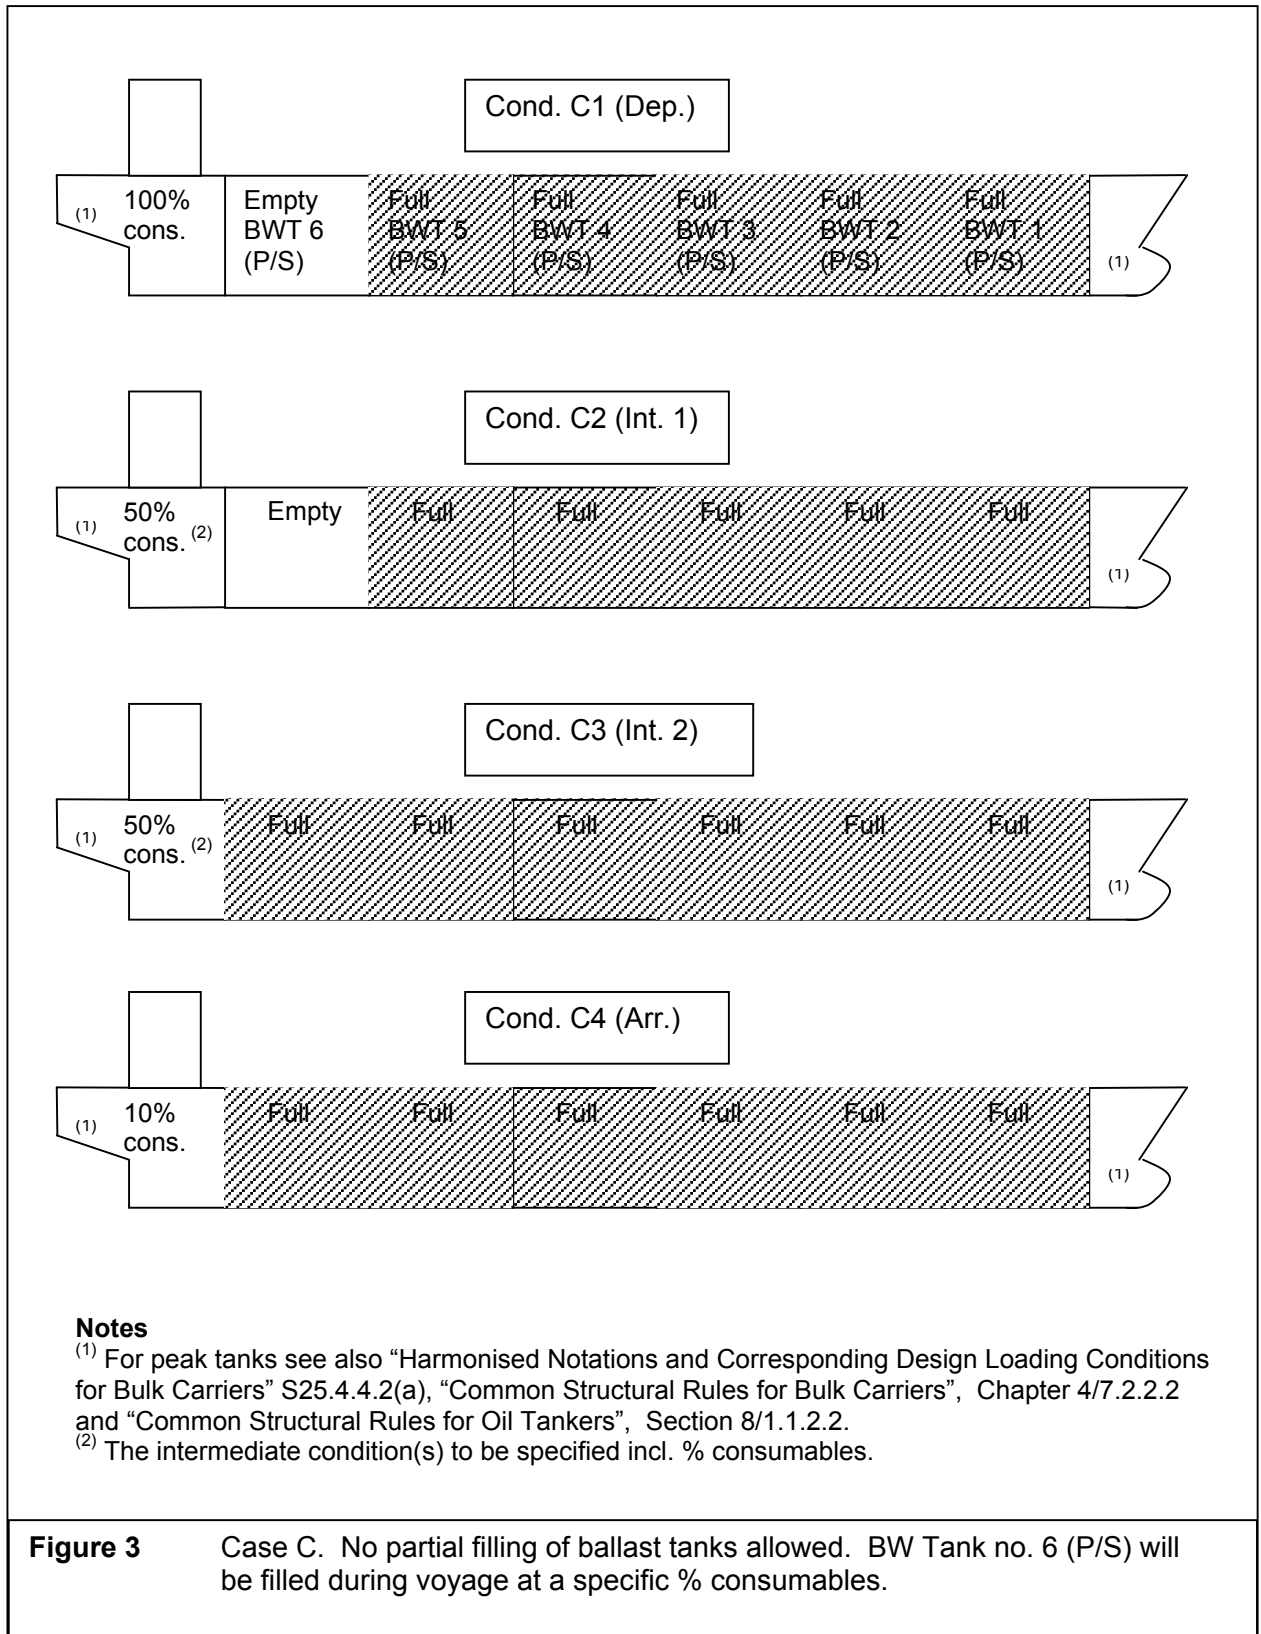 Cond. C1 (Dep.)
(1)
100%
cons.
Empty
BWT 6
(P/S)
Full
BWT 5
(P/S)
Full
BWT 4
(P/S)
Full
BWT 3
(P/S)
Full
BWT 2
(P/S)
Full
BWT 1
(P/S)
(1)
Cond. C2 (Int. 1)
(1)
50%
cons. (2)
Empty
Full
Full
Full
Full
Full
(1)
Cond. C3 (Int. 2)
(1)
50%
cons. (2)
Full
Full
Full
Full
Full
Full
(1)
Cond. C4 (Arr.)
(1)
10%
cons.
Full
Full
Full
Full
Full
Full
(1)
Notes
(1) For peak tanks see also “Harmonised Notations and Corresponding Design Loading Conditions
for Bulk Carriers” S25.4.4.2(a), “Common Structural Rules for Bulk Carriers”, Chapter 4/7.2.2.2
and “Common Structural Rules for Oil Tankers”, Section 8/1.1.2.2.
(2) The intermediate condition(s) to be specified incl. % consumables.
Figure 3 Case C. No partial filling of ballast tanks allowed. BW Tank no. 6 (P/S) will
be filled during voyage at a specific % consumables.